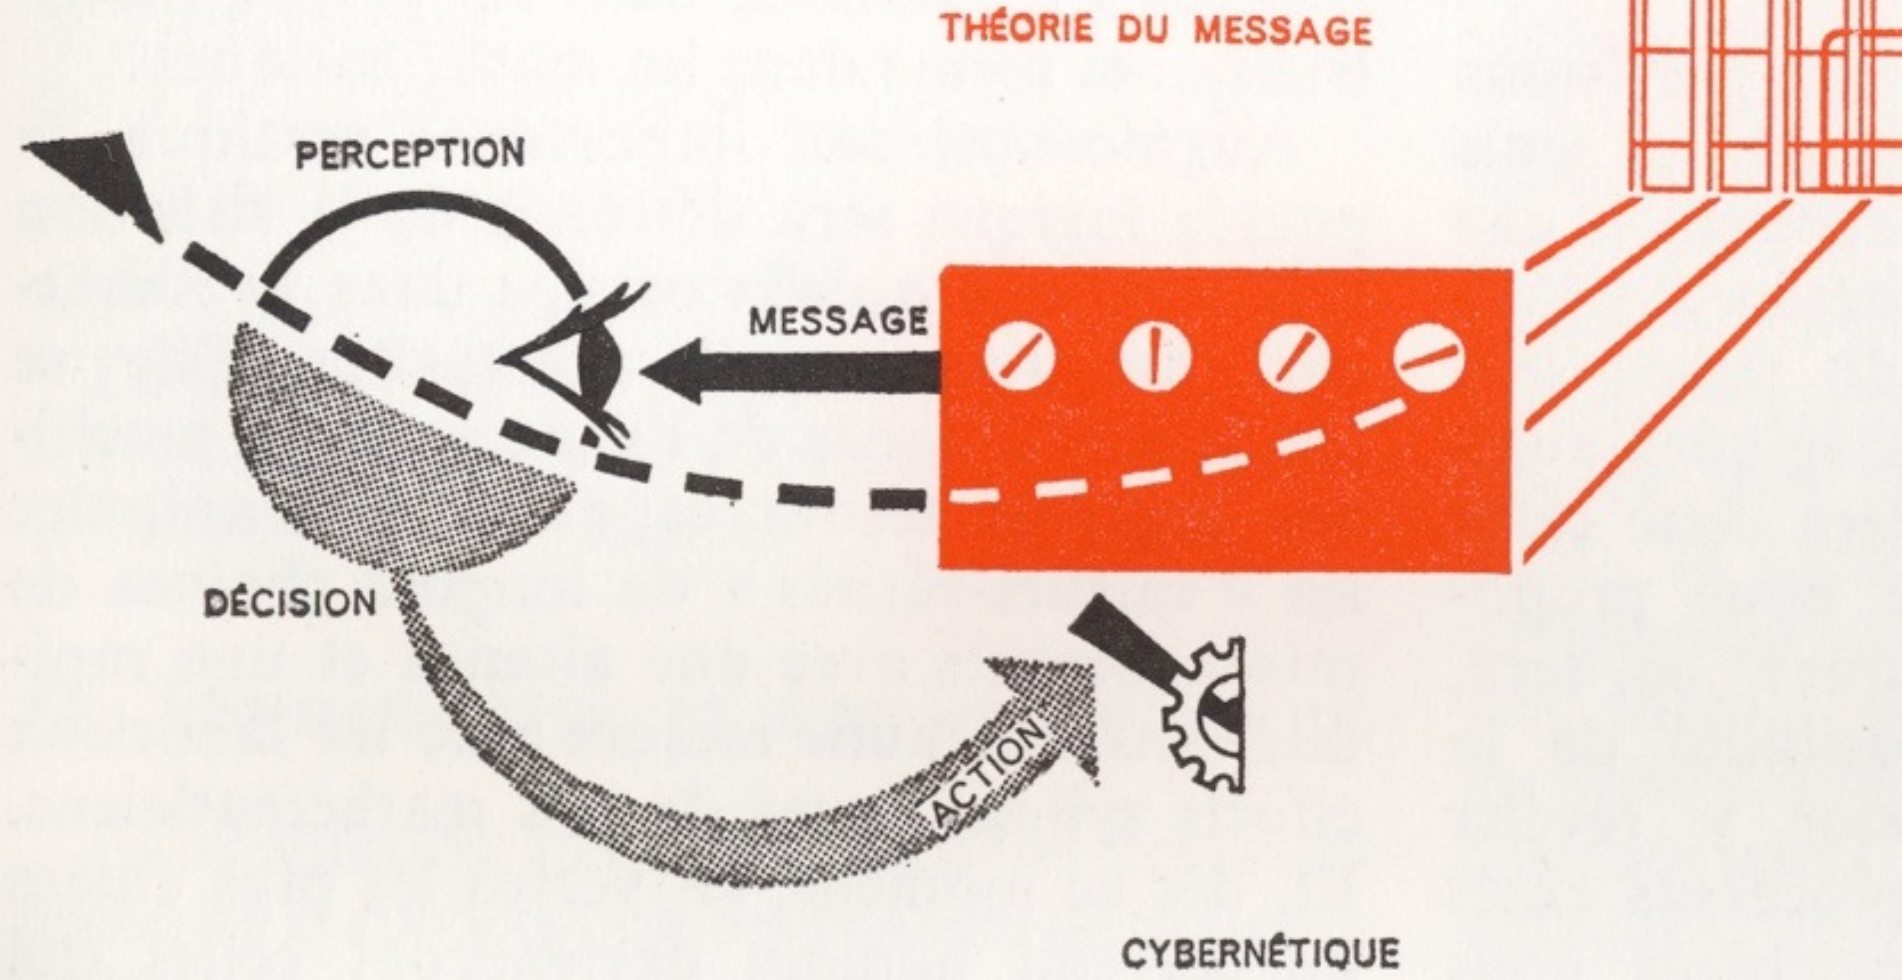 THÉORIE DU MESSAGE
PERCEPTION
MESSAGE
DÉCISION
ACTION
CYBERNÉTIQUE